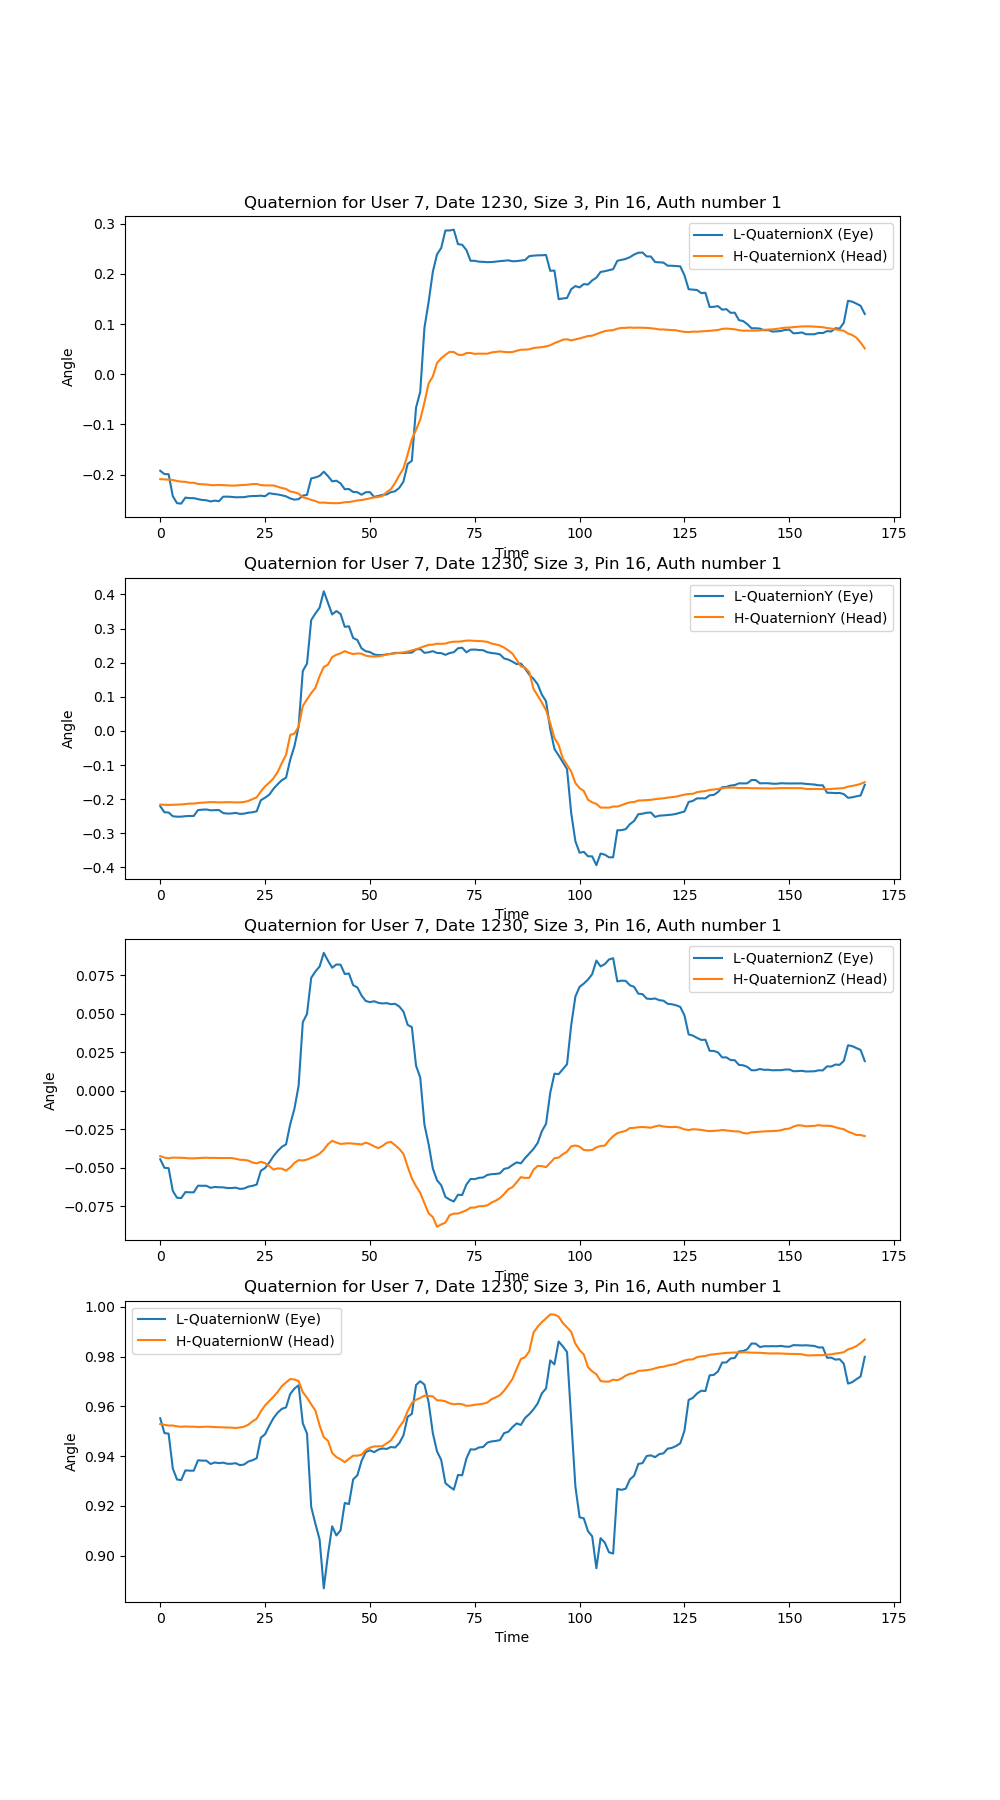 Quaternion for User 7, Date 1230, Size 3, Pin 16, Auth number 1
L-QuaternionX (Eye)
H-QuaternionX (Head)
0.3
0.2
0.1
0.0
−0.1
−0.2
Angle
0 25 50 75 100 125 150 175
Time
Quaternion for User 7, Date 1230, Size 3, Pin 16, Auth number 1
L-QuaternionY (Eye)
H-QuaternionY (Head)
0.4
0.3
0.2
0.1
0.0
−0.1
−0.2
−0.3
−0.4
Angle
0 25 50 75 100 125 150 175
Time
Quaternion for User 7, Date 1230, Size 3, Pin 16, Auth number 1
L-QuaternionZ (Eye)
H-QuaternionZ (Head)
0.075
0.050
0.025
0.000
−0.025
−0.050
−0.075
Angle
0 25 50 75 100 125 150 175
Time
Quaternion for User 7, Date 1230, Size 3, Pin 16, Auth number 1
L-QuaternionW (Eye)
H-QuaternionW (Head)
1.00
0.98
0.96
0.94
0.92
0.90
Angle
0 25 50 75 100 125 150 175
Time